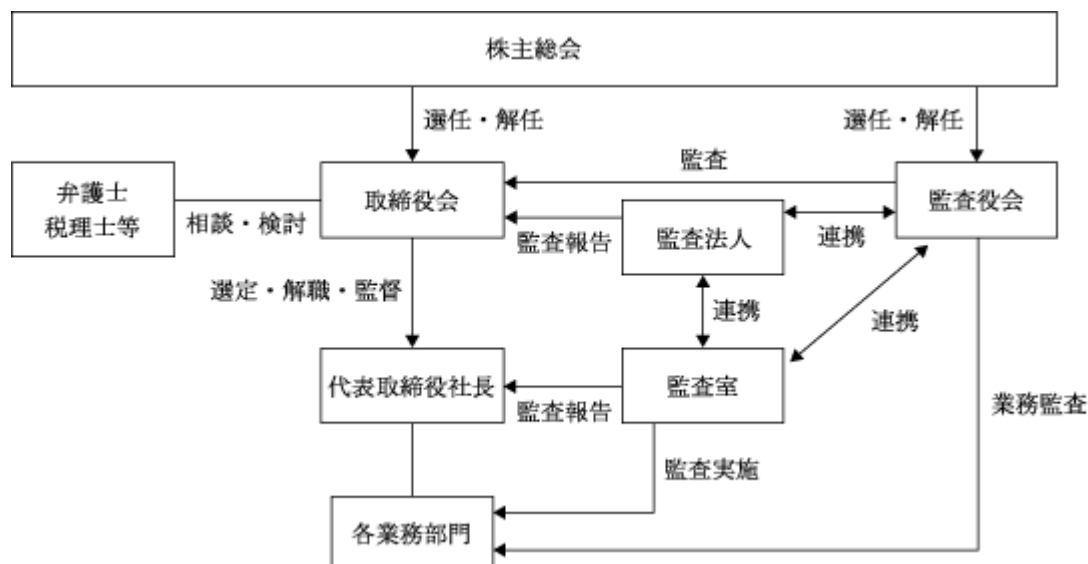 株主総会
選任・解任
選任・解任
監査
弁護士
税理士等
相談・検討
取締役会
監査報告
監査法人
連携
監査役会
選定・解職・監督
連携
連携
代表取締役社長
監査報告
監査室
業務監査
監査実施
各業務部門